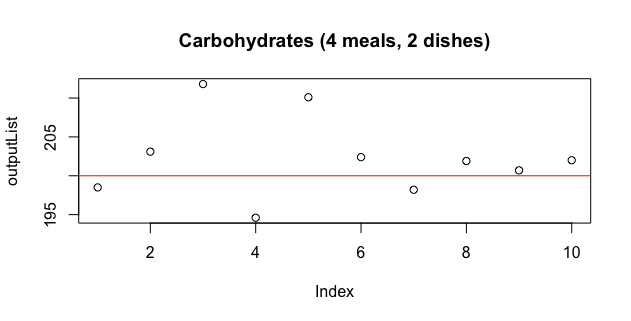 Carbohydrates (4 meals, 2 dishes)
outputList
205
195
2 4 6 8 10
Index